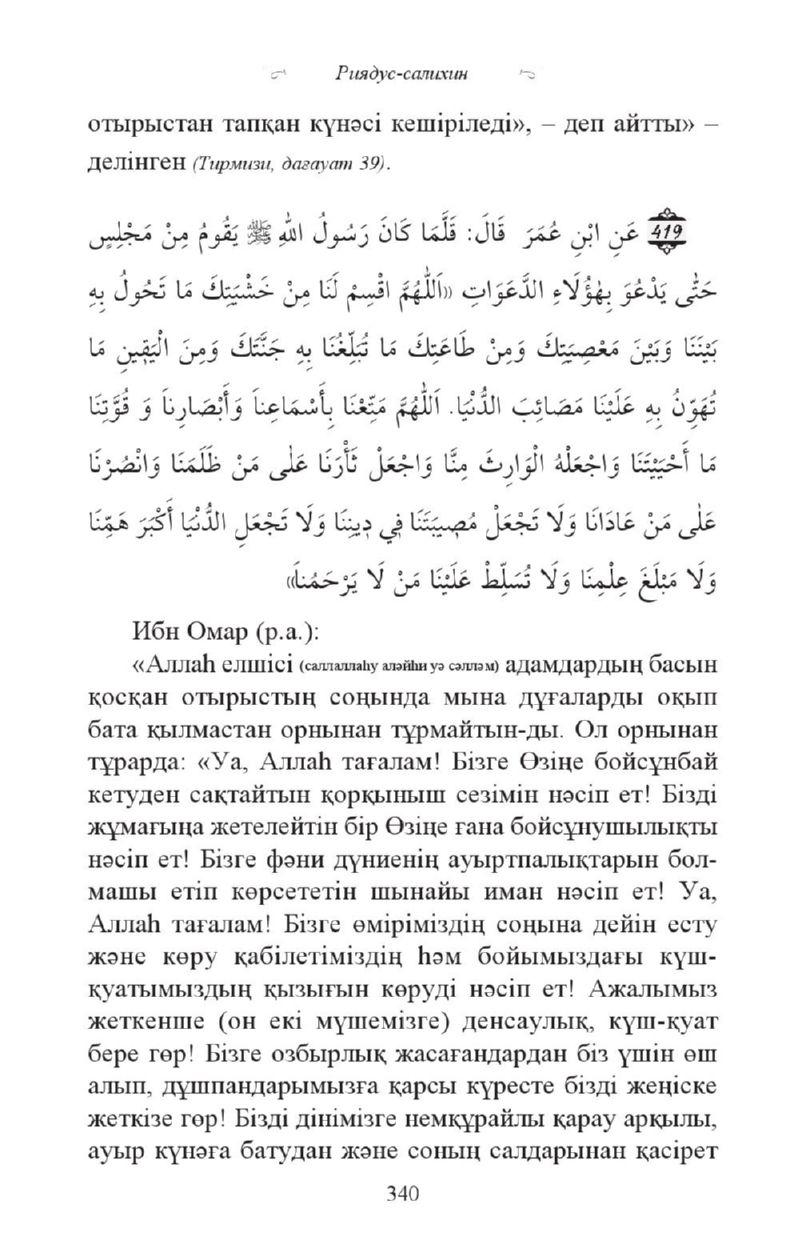 Риядус-салихин
отырыстан тапқан күнәсі кешіріледі», – деп айтты» –
делінген (Тирмизи, дағауат 39).
419 عَنِ ابْنِ عُمَرَ قَالَ: قَلَّمَا كَانَ رَسُولُ اللهِ ﷺ يَقُومُ مِنْ مَجْلِسٍ
حَتَّى يَدْعُوَ بِهٰؤُلَاءِ الدَّعَوَاتِ «اَللّٰهُمَّ اقْسِمْ لَنَا مِنْ خَشْيَتِكَ مَا تَحُولُ بِهِ
بَيْنَنَا وَبَيْنَ مَعْصِيَتِكَ وَمِنْ طَاعَتِكَ مَا تُبَلِّغُنَا بِهِ جَنَّتَكَ وَمِنَ الْيَقِينِ مَا
تُهَوِّنُ بِهِ عَلَيْنَا مَصَائِبَ الدُّنْيَا. اَللّٰهُمَّ مَتِّعْنَا بِأَسْمَاعِناَ وَأَبْصَارِناَ وَ قُوَّتِنَا
مَا أَحْيَيْتَنَا وَاجْعَلْهُ الْوَارِثَ مِنَّا وَاجْعَلْ ثَأْرَنَا عَلٰى مَنْ ظَلَمَنَا وَانْصُرْنَا
عَلٰى مَنْ عَادَانَا وَلَا تَجْعَلْ مُصِيبَتَنَا فِي دِينِنَا وَلَا تَجْعَلِ الدُّنْيَا أَكْبَرَ هَمِّنَا
وَلَا مَبْلَغَ عِلْمِنَا وَلَا تُسَلِّطْ عَلَيْنَا مَنْ لَا يَرْحَمُناَ»
Ибн Омар (р.а.):
«Аллаһ елшісі (саллаллаһу аләйһи уә сәлләм) адамдардың басын
қосқан отырыстың соңында мына дұғаларды оқып
бата қылмастан орнынан тұрмайтын-ды. Ол орнынан
тұрарда: «Уа, Аллаһ тағалам! Бізге Өзіңе бойсұнбай
кетуден сақтайтын қорқыныш сезімін нәсіп ет! Бізді
жұмағыңа жетелейтін бір Өзіңе ғана бойсұнушылықты
нәсіп ет! Бізге фәни дүниенің ауыртпалықтарын бол-
машы етіп көрсететін шынайы иман нәсіп ет! Уа,
Аллаһ тағалам! Бізге өміріміздің соңына дейін есту
және көру қабілетіміздің һәм бойымыздағы күш-
қуатымыздың қызығын көруді нәсіп ет! Ажалымыз
жеткенше (он екі мүшемізге) денсаулық, күш-қуат
бере гөр! Бізге озбырлық жасағандардан біз үшін өш
алып, дұшпандарымызға қарсы күресте бізді жеңіске
жеткізе гөр! Бізді дінімізге немқұрайлы қарау арқылы,
ауыр күнәға батудан және соның салдарынан қасірет
340